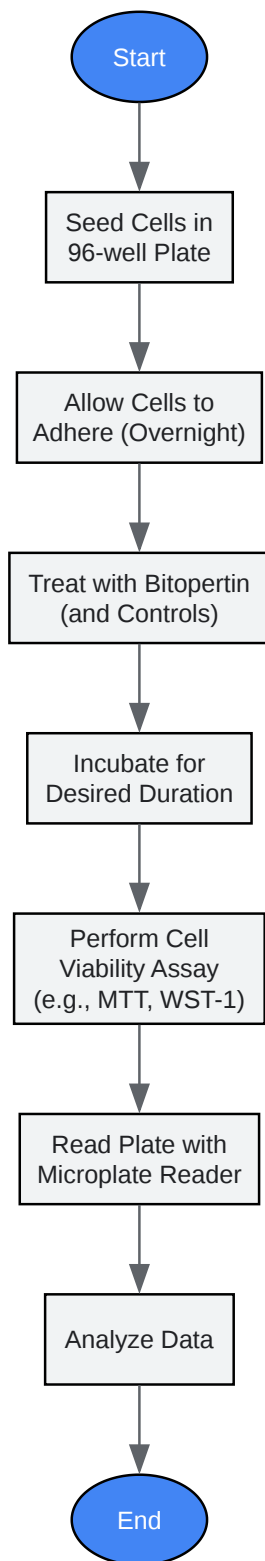 Start
Seed Cells in
96-well Plate
Allow Cells to
Adhere (Overnight)
Treat with Bitopertin
(and Controls)
Incubate for
Desired Duration
Perform Cell
Viability Assay
(e.g., MTT, WST-1)
Read Plate with
Microplate Reader
Analyze Data
End